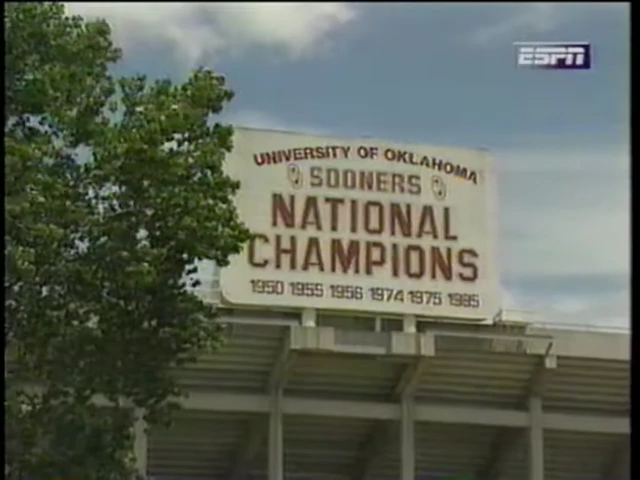 ESPN
UNIVERSITY OF OKLAHOMA
SOONERS
NATIONAL
CHAMPIONS
1950 1955 1956 1974 1975 1985